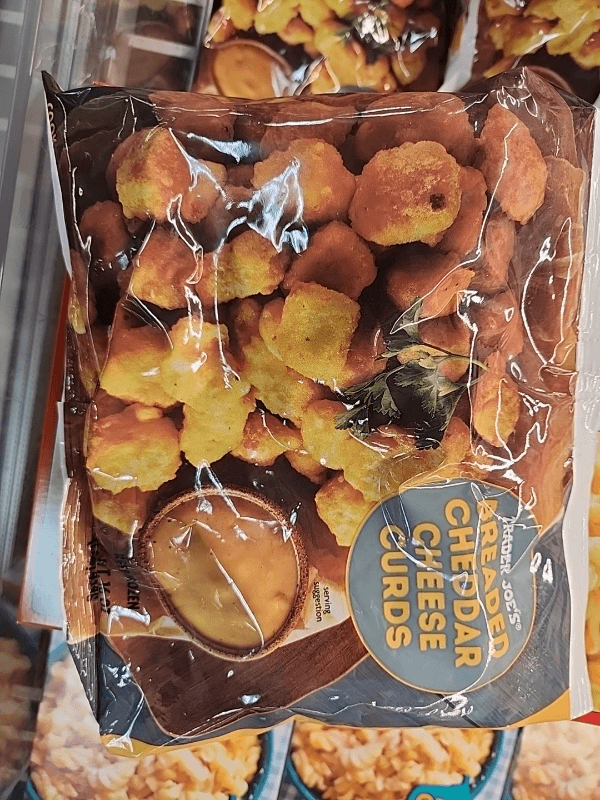 TRADER JOE'S®
BREADED
CHEDDAR
CHEESE
CURDS
serving
suggestion